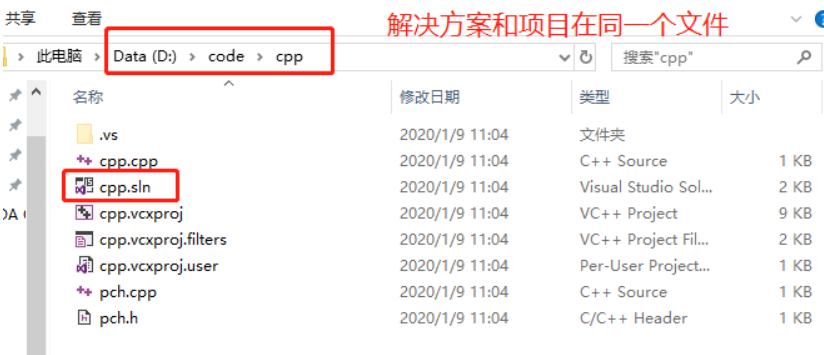 共享 查看
解决方案和项目在同一个文件
此电脑 Data (D:) code cpp 搜索"cpp"
名称 修改日期 类型 大小
.vs 2020/1/9 11:04 文件夹
cpp.cpp 2020/1/9 11:04 C++ Source 1 KB
cpp.sln 2020/1/9 11:04 Visual Studio Sol... 2 KB
cpp.vcxproj 2020/1/9 11:04 VC++ Project 9 KB
cpp.vcxproj.filters 2020/1/9 11:04 VC++ Project Fil... 2 KB
cpp.vcxproj.user 2020/1/9 11:04 Per-User Project... 1 KB
pch.cpp 2020/1/9 11:04 C++ Source 1 KB
pch.h 2020/1/9 11:04 C/C++ Header 1 KB